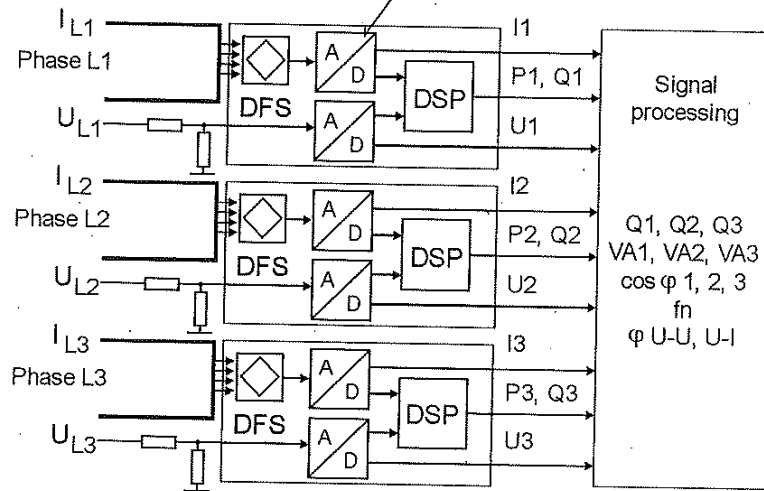 I L1
Phase L1
U L1
DFS
A
D
A
D
DSP
I1
P1, Q1
U1
I L2
Phase L2
U L2
DFS
A
D
A
D
DSP
I2
P2, Q2
U2
I L3
Phase L3
U L3
DFS
A
D
A
D
DSP
I3
P3, Q3
U3
Signal
processing
Q1, Q2, Q3
VA1, VA2, VA3
cos φ 1, 2, 3
fn
φ U-U, U-I